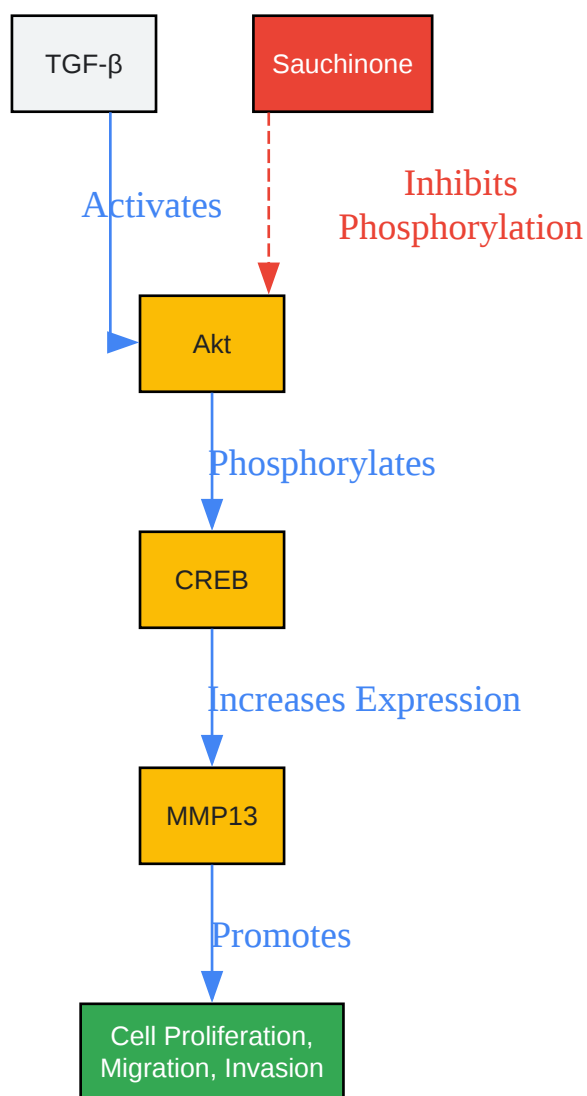 TGF-β
Sauchinone
Activates
Inhibits
Phosphorylation
Akt
Phosphorylates
CREB
Increases Expression
MMP13
Promotes
Cell Proliferation,
Migration, Invasion